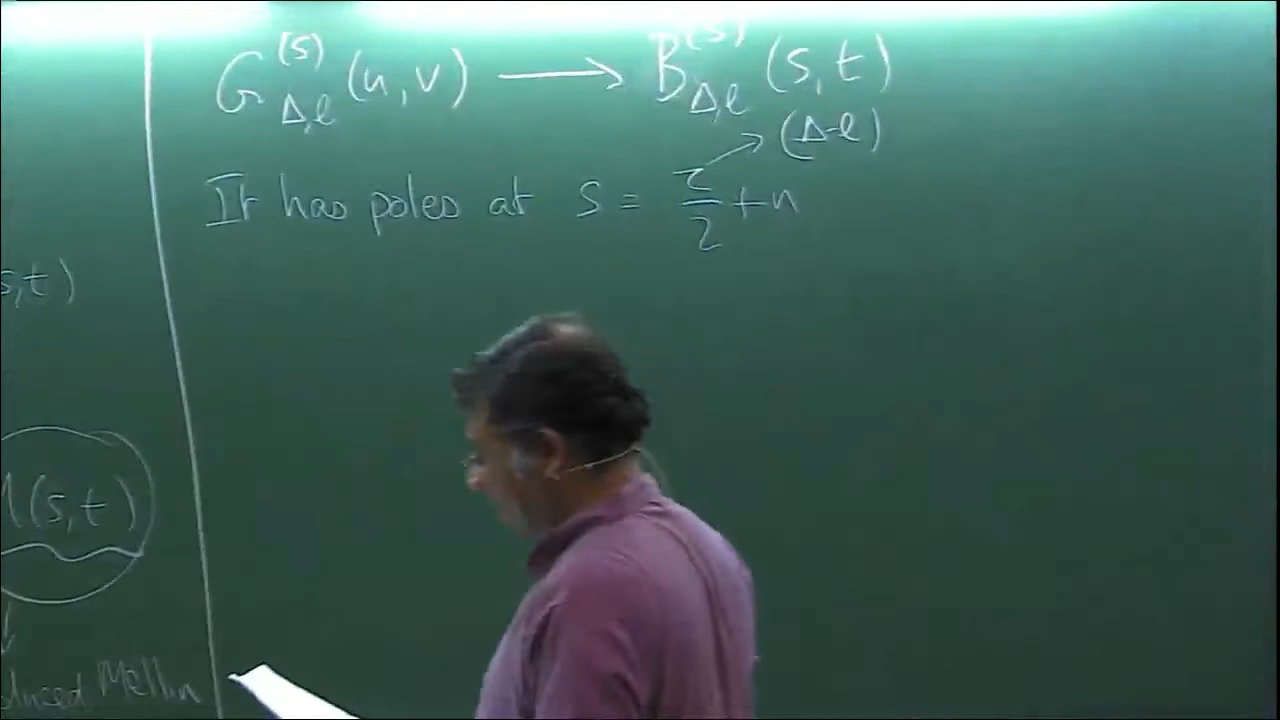 G^{(s)}_{Δ,ℓ}(u,v) ⟶ B^{(s)}_{Δ,ℓ}(s,t)
It has poles at s = τ/2 + n ↗ (Δ-ℓ)
s,t)
M(s,t)
Mellin